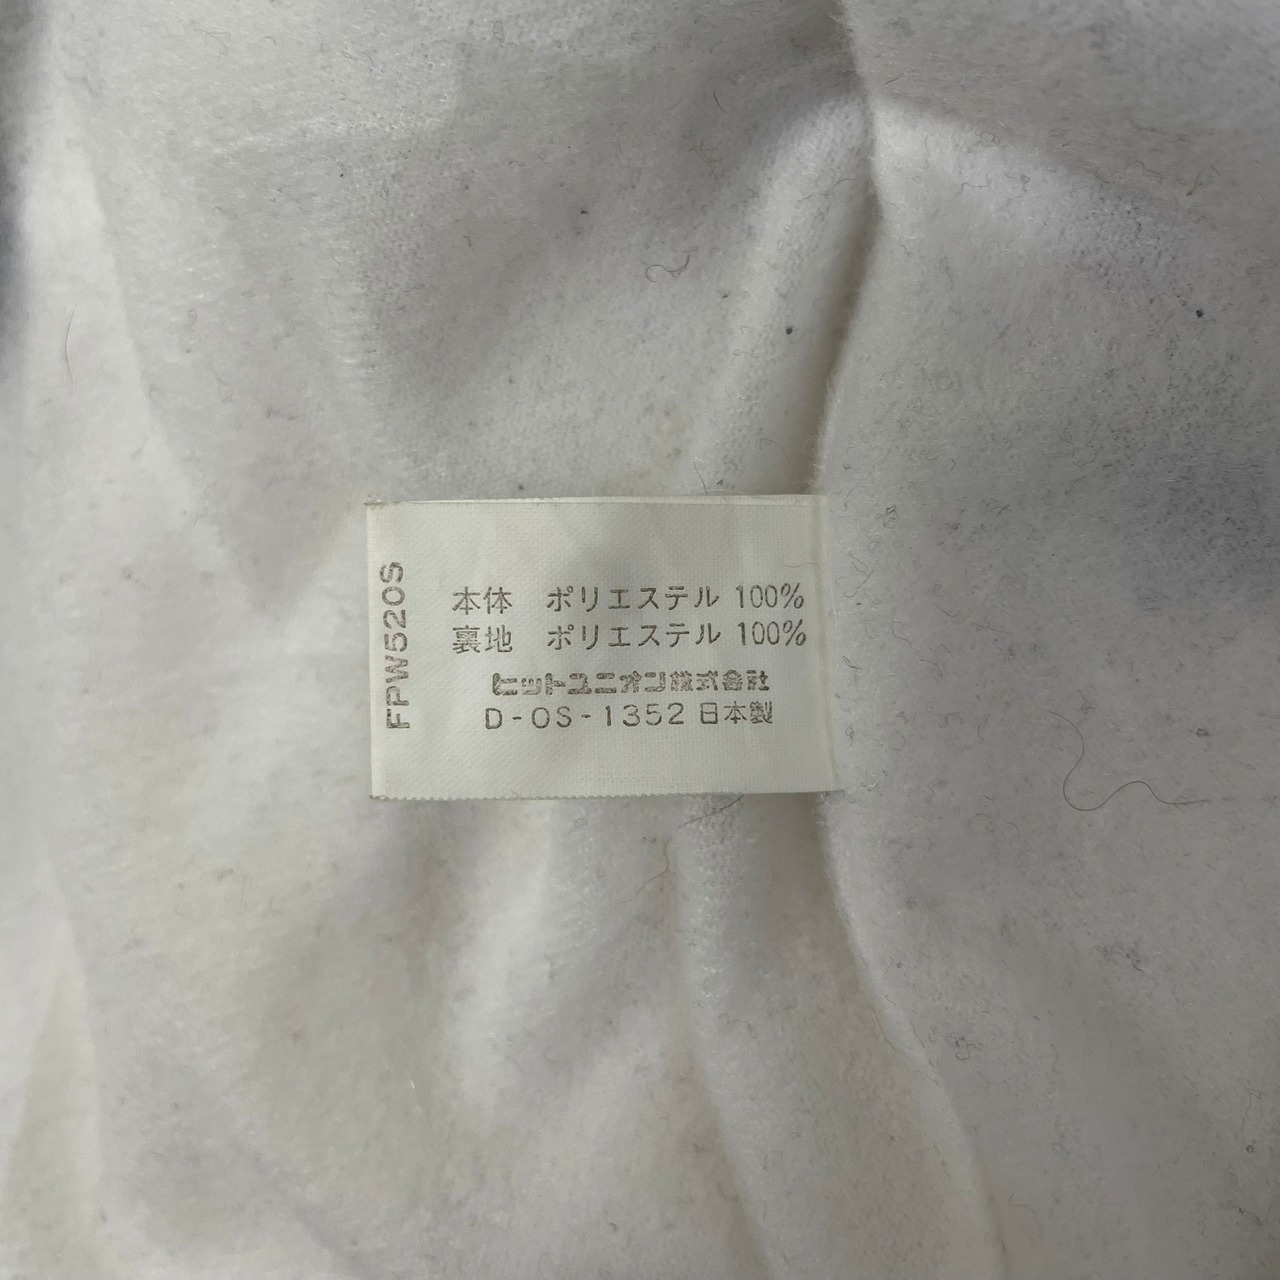 FPW520S
本体 ポリエステル 100%
裏地 ポリエステル 100%
ヒットユニオン株式会社
D-OS-1352 日本製